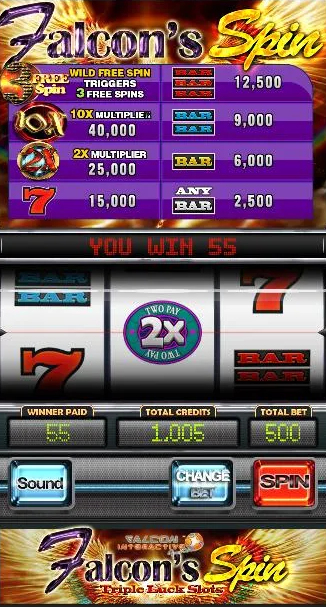 Falcon's Spin
3 FREE Spin
WILD FREE SPIN
TRIGGERS
3 FREE SPINS
BAR
BAR
BAR
12,500
10X
10X MULTIPLIER
40,000
BAR
BAR
9,000
2X
2X MULTIPLIER
25,000
BAR
6,000
7
15,000
ANY
BAR
2,500
YOU WIN 55
BAR
BAR
7
TWO PAY
2X
TWO PAY
7
BAR
BAR
WINNER PAID
TOTAL CREDITS
TOTAL BET
55
1,005
500
Sound
CHANGE
BET
SPIN
FALCON
INTERACTIVE
Falcon's Spin
Triple Luck Slots